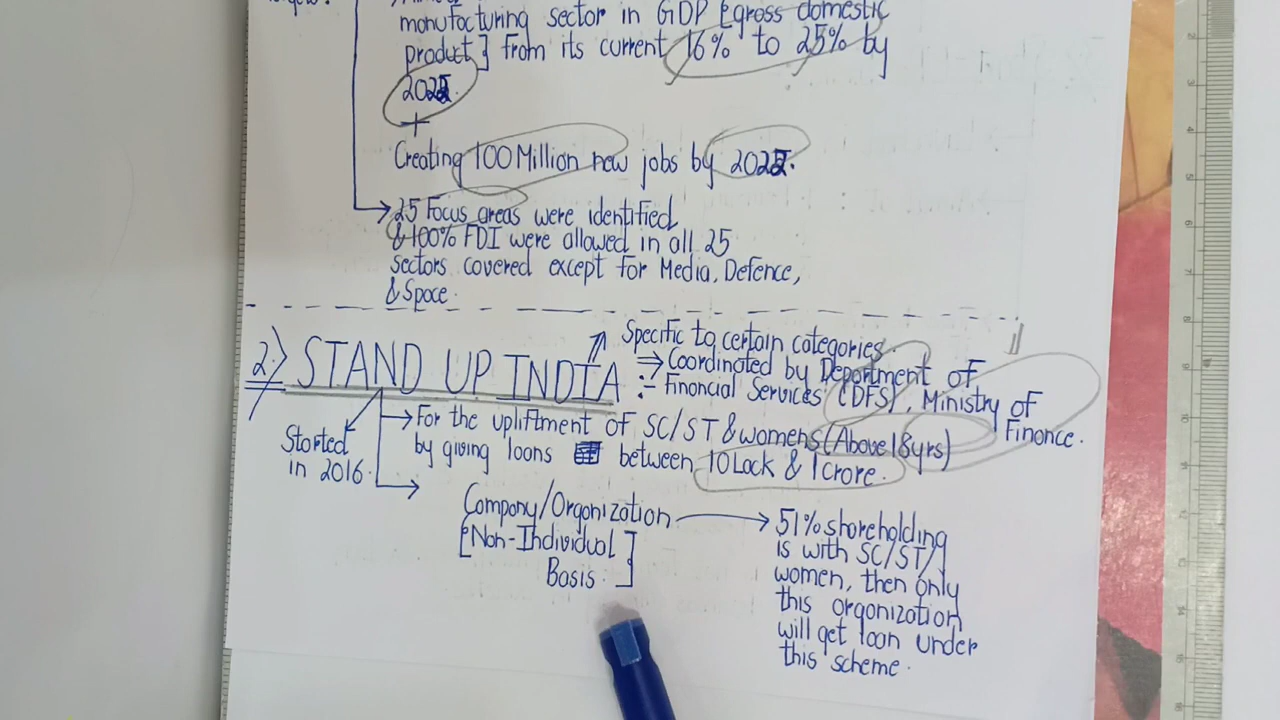 manufacturing sector in GDP [gross domestic
product] from its current 16% to 25% by
2025.
+
Creating 100 Million new jobs by 2022.
25 Focus areas were identified
& 100% FDI were allowed in all 25
Sectors covered except for Media, Defence,
& Space.
2.) STAND UP INDIA :-
Specific to certain categories.
⇒ Coordinated by Department of
Financial Services (DFS), Ministry of
Finance.
Started
in 2016.
→ For the upliftment of SC/ST & womens (Above 18yrs)
by giving loans between 10 Lack & 1 crore.
Company/Organization
[Non-Individual
Basis.]
→ 51% shareholding
is with SC/ST/
women, then only
this organization
will get loan under
this scheme.